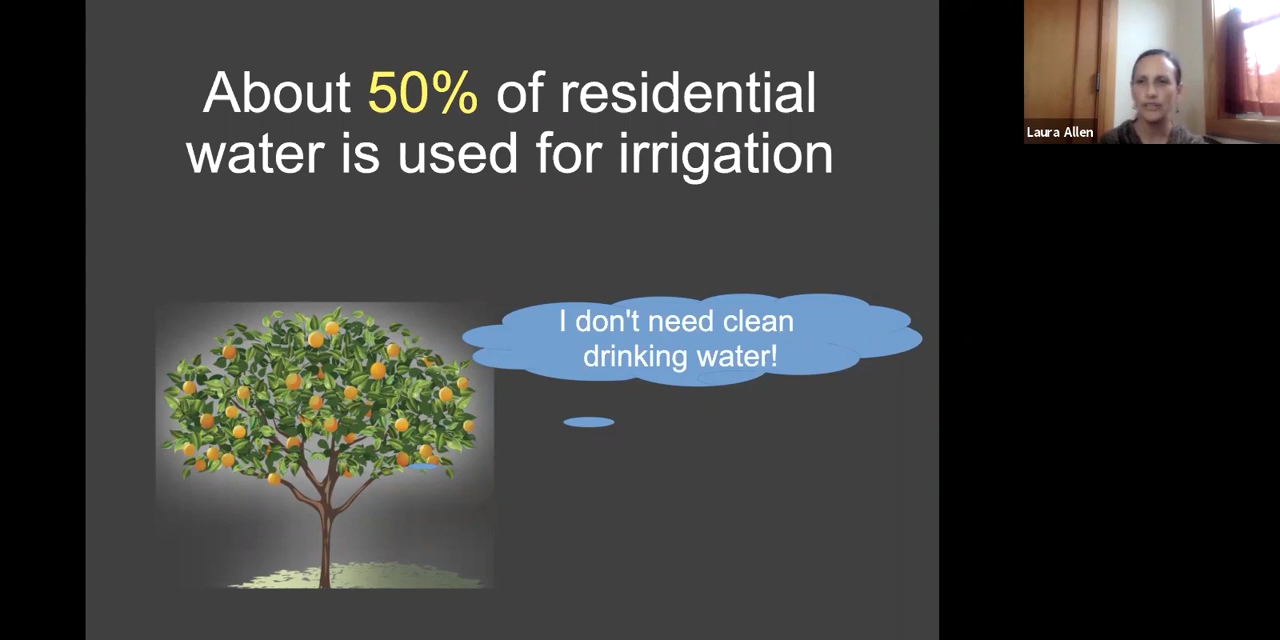 About 50% of residential
water is used for irrigation
I don't need clean
drinking water!
Laura Allen